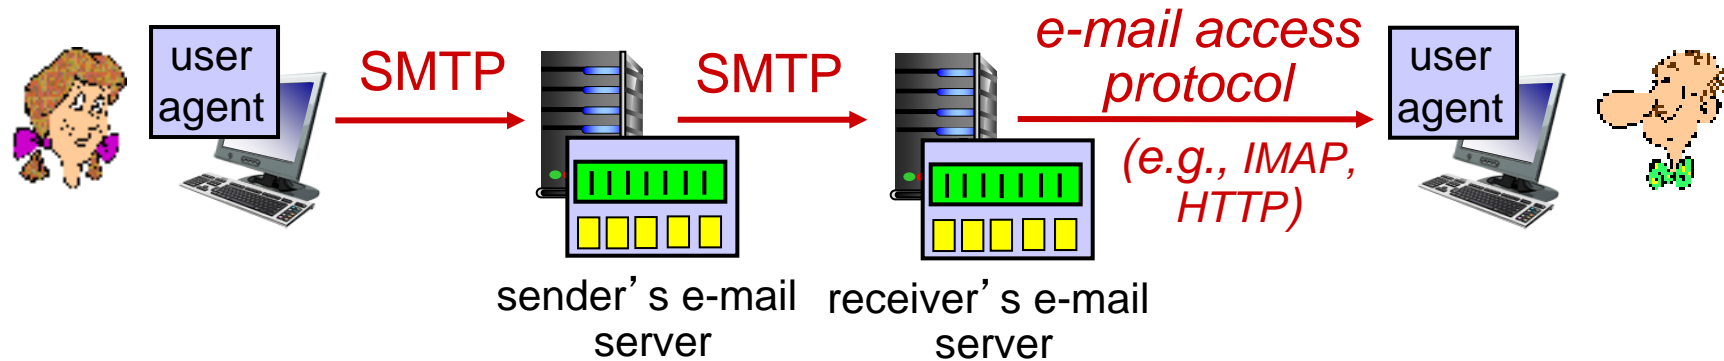 user
agent
SMTP
SMTP
e-mail access
protocol
(e.g., IMAP,
HTTP)
user
agent
sender’s e-mail
server
receiver’s e-mail
server